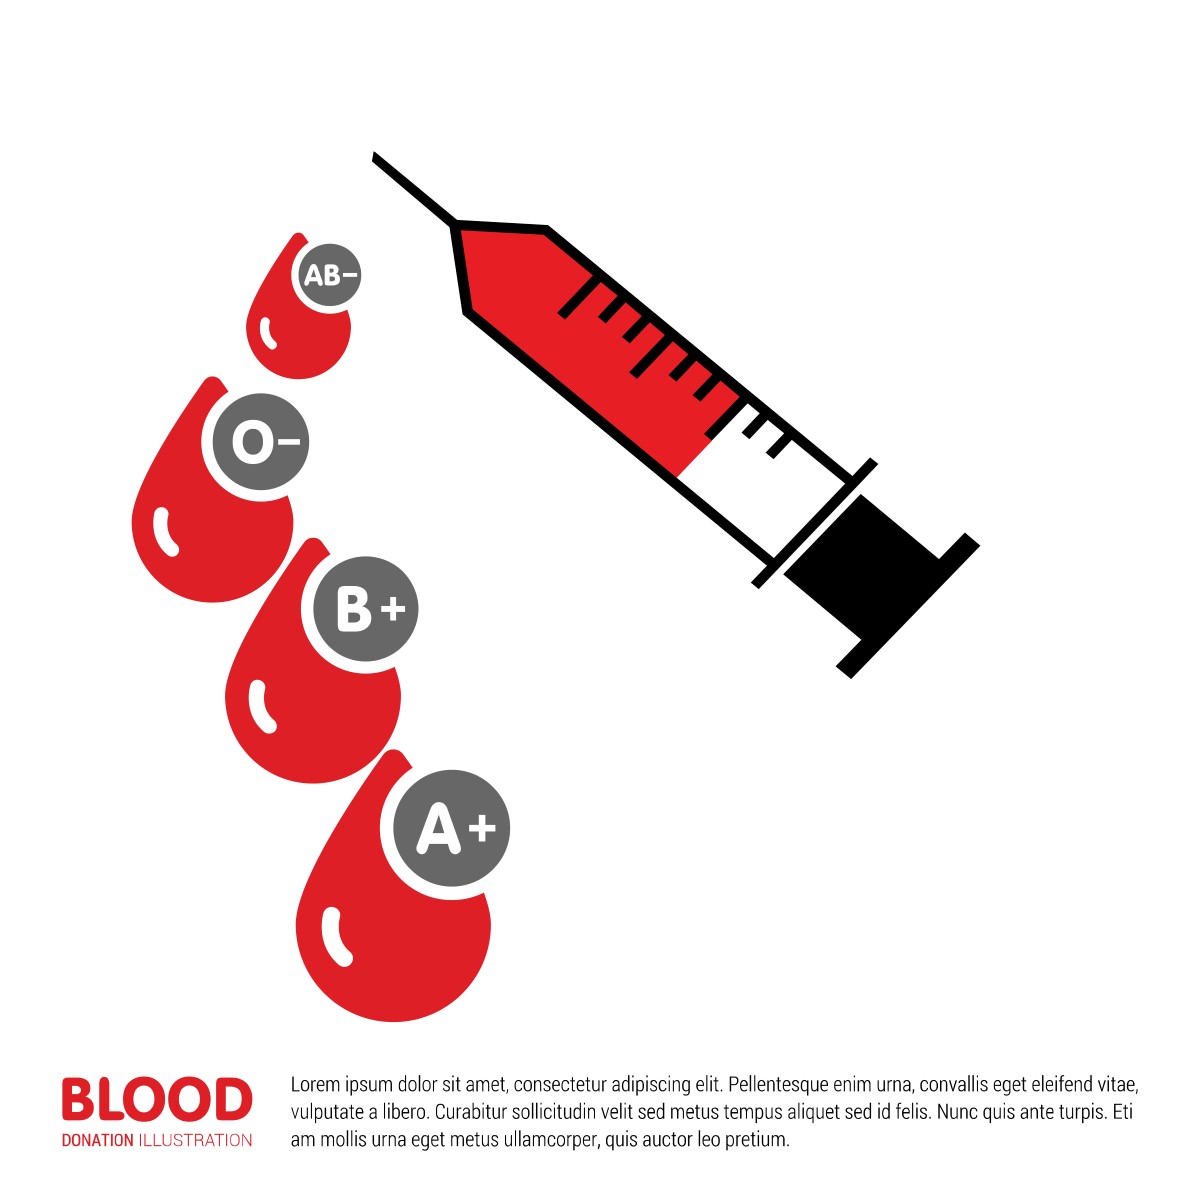 AB−
O−
B+
A+
BLOOD
DONATION ILLUSTRATION
Lorem ipsum dolor sit amet, consectetur adipiscing elit. Pellentesque enim urna, convallis eget eleifend vitae,
vulputate a libero. Curabitur sollicitudin velit sed metus tempus aliquet sed id felis. Nunc quis ante turpis. Eti
am mollis urna eget metus ullamcorper, quis auctor leo pretium.